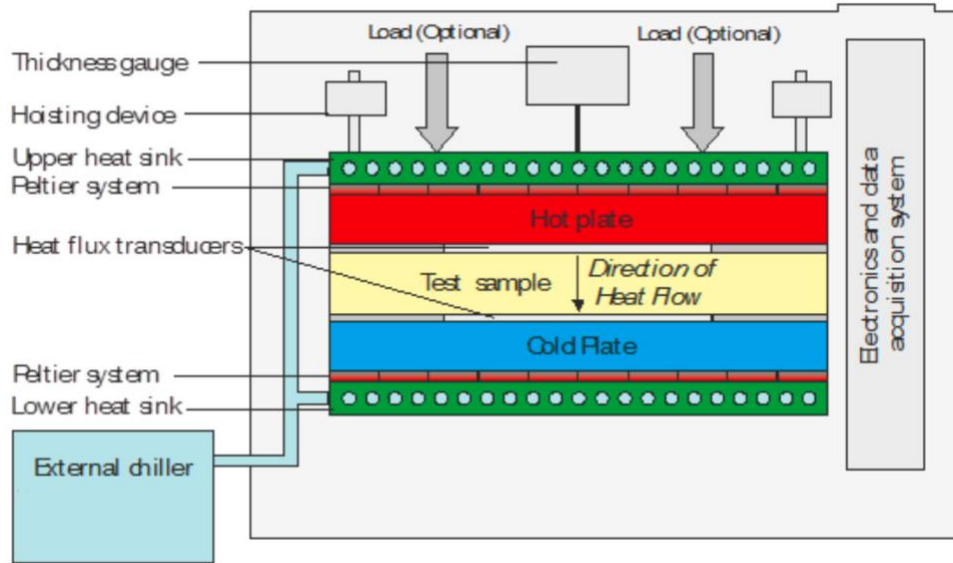 Load (Optional)
Load (Optional)
Thickness gauge
Hoisting device
Upper heat sink
Peltier system
Hot plate
Heat flux transducers
Test sample
Direction of
Heat Flow
Cold Plate
Peltier system
Lower heat sink
External chiller
Electronics and data
acquisition system